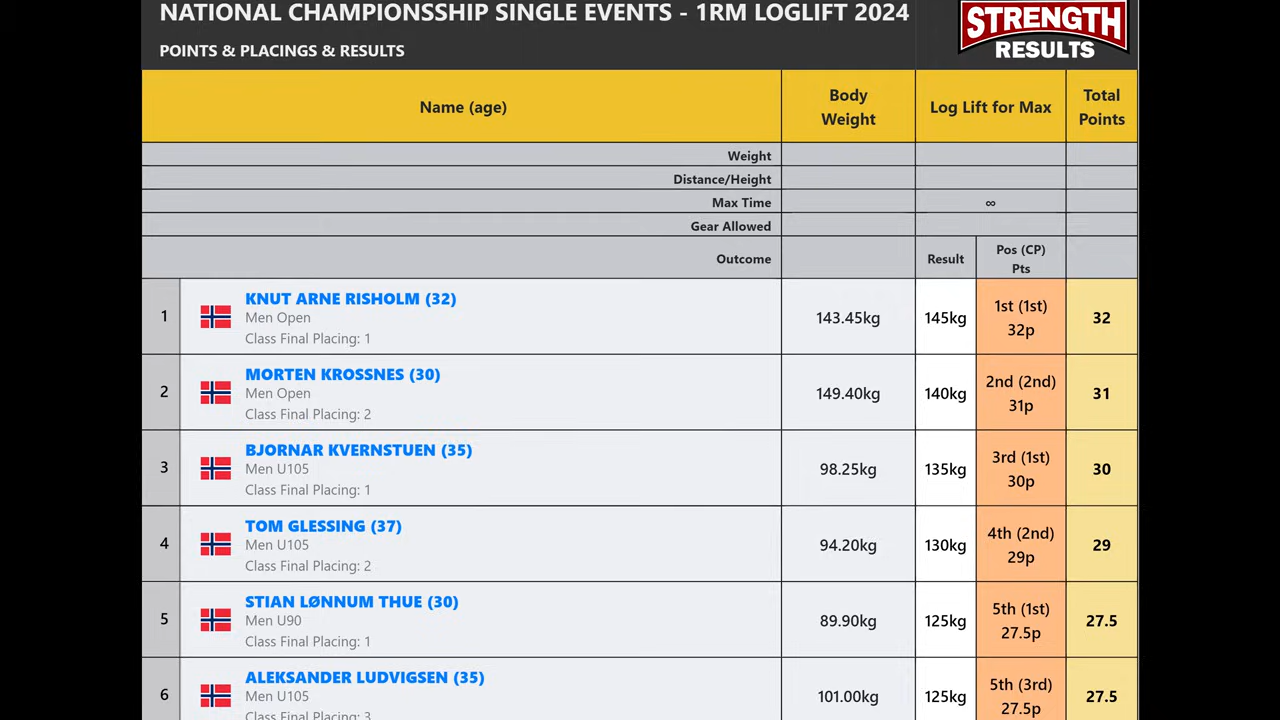 NATIONAL CHAMPIONSSHIP SINGLE EVENTS - 1RM LOGLIFT 2024
STRENGTH
RESULTS
POINTS & PLACINGS & RESULTS
Name (age)
Body
Weight
Log Lift for Max
Total
Points
Weight
Distance/Height
Max Time
∞
Gear Allowed
Outcome
Result
Pos (CP)
Pts
1
KNUT ARNE RISHOLM (32)
Men Open
Class Final Placing: 1
143.45kg
145kg
1st (1st)
32p
32
2
MORTEN KROSSNES (30)
Men Open
Class Final Placing: 2
149.40kg
140kg
2nd (2nd)
31p
31
3
BJORNAR KVERNSTUEN (35)
Men U105
Class Final Placing: 1
98.25kg
135kg
3rd (1st)
30p
30
4
TOM GLESSING (37)
Men U105
Class Final Placing: 2
94.20kg
130kg
4th (2nd)
29p
29
5
STIAN LØNNUM THUE (30)
Men U90
Class Final Placing: 1
89.90kg
125kg
5th (1st)
27.5p
27.5
6
ALEKSANDER LUDVIGSEN (35)
Men U105
Class Final Placing: 3
101.00kg
125kg
5th (3rd)
27.5p
27.5